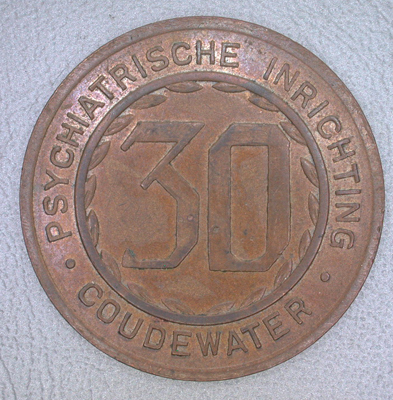 PSYCHIATRISCHE INRICHTING
30
· COUDEWATER ·